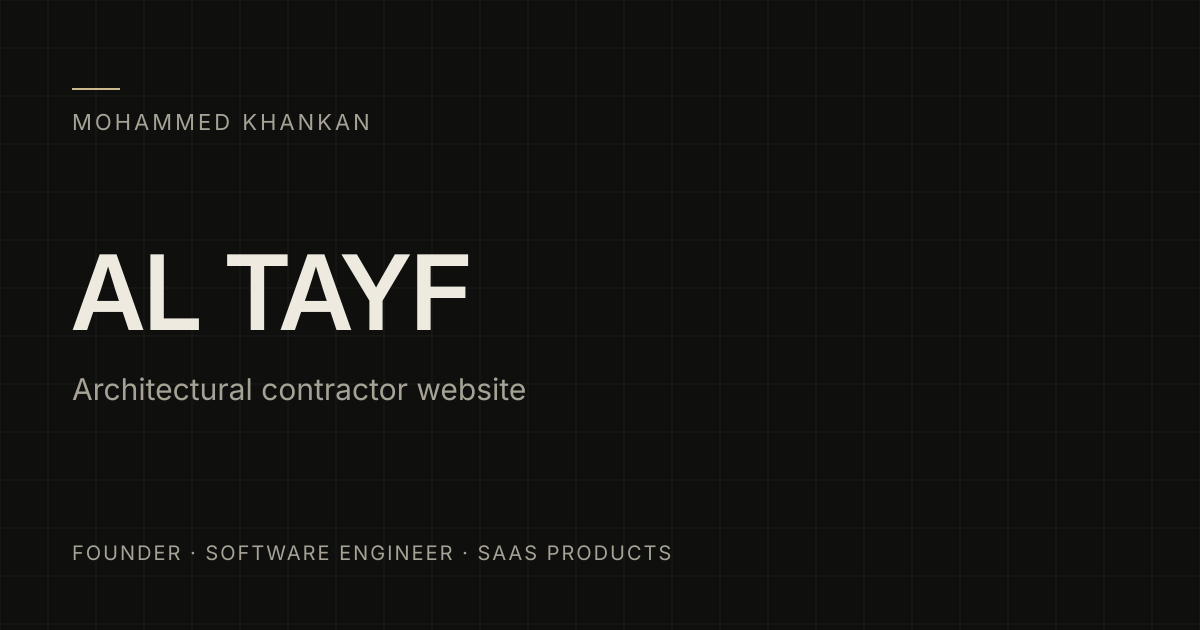 MOHAMMED KHANKAN
AL TAYF
Architectural contractor website
FOUNDER · SOFTWARE ENGINEER · SAAS PRODUCTS